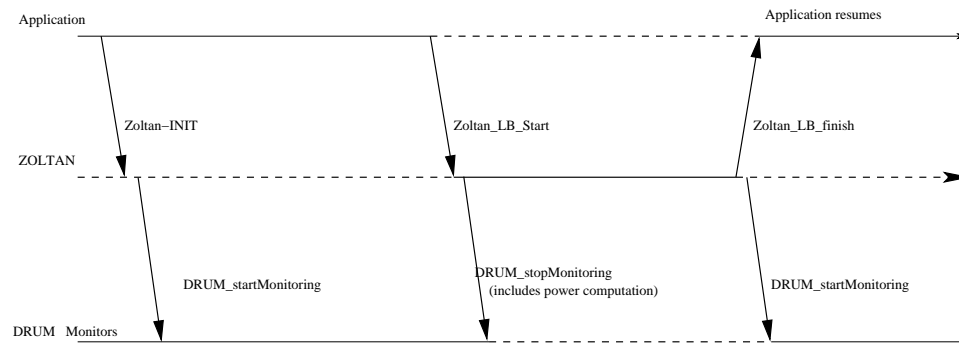 Application
Application resumes
Zoltan−INIT
Zoltan_LB_Start
Zoltan_LB_finish
ZOLTAN
DRUM_startMonitoring
DRUM_stopMonitoring
(includes power computation)
DRUM_startMonitoring
DRUM Monitors